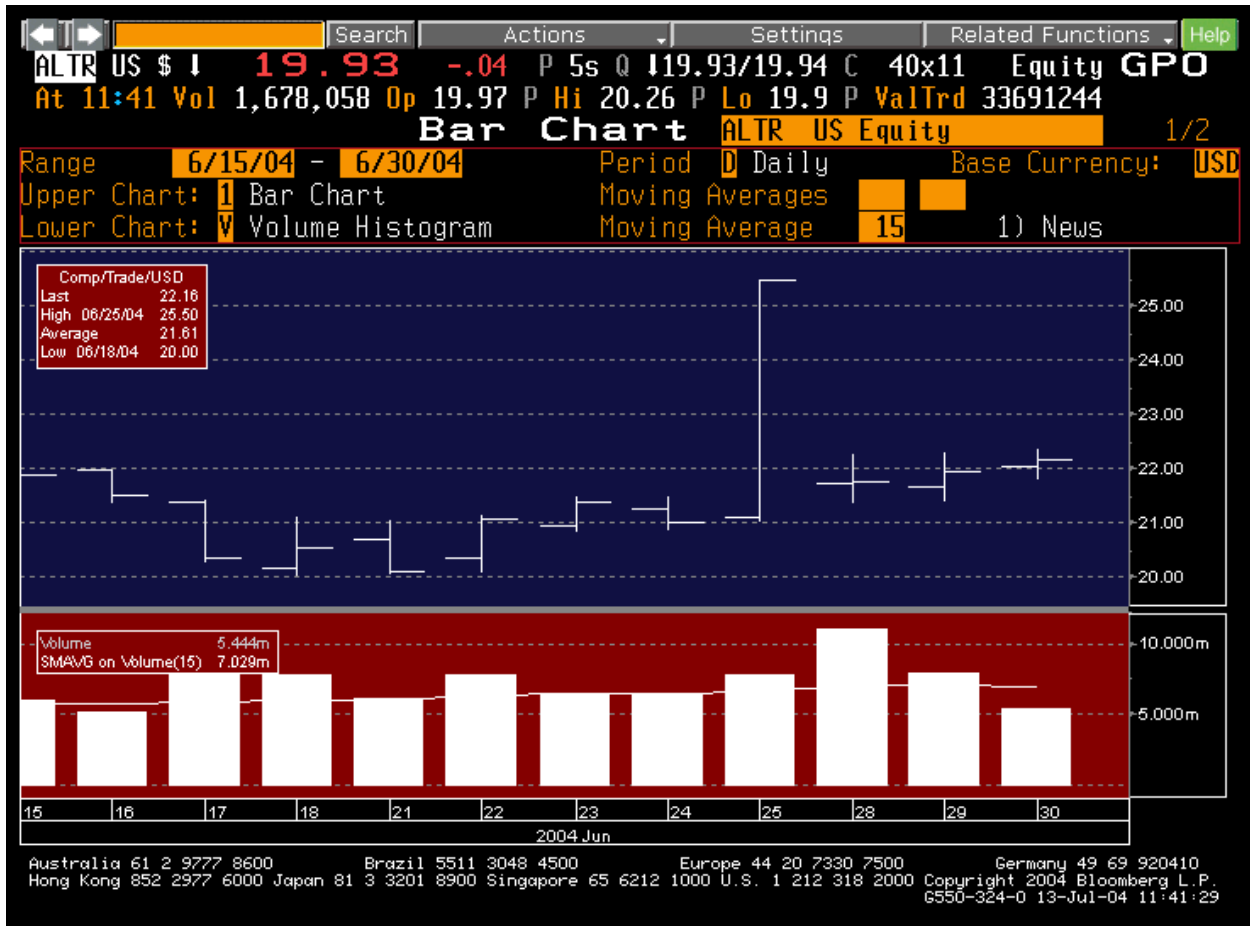 Search Actions Settings Related Functions Help
ALTR US $ ↓ 19.93 -.04 P 5s Q ↓19.93/19.94 C 40x11 Equity GPO
At 11:41 Vol 1,678,058 Op 19.97 P Hi 20.26 P Lo 19.9 P ValTrd 33691244
Bar Chart ALTR US Equity 1/2
Range 6/15/04 - 6/30/04 Period D Daily Base Currency: USD
Upper Chart: 1 Bar Chart Moving Averages
Lower Chart: V Volume Histogram Moving Average 15 1) News
Comp/Trade/USD
Last 22.16
High 06/25/04 25.50
Average 21.61
Low 06/18/04 20.00
25.00
24.00
23.00
22.00
21.00
20.00
Volume 5.444m
SMAVG on Volume(15) 7.029m
10.000m
5.000m
15 16 17 18 21 22 23 24 25 28 29 30
2004 Jun
Australia 61 2 9777 8600 Brazil 5511 3048 4500 Europe 44 20 7330 7500 Germany 49 69 920410
Hong Kong 852 2977 6000 Japan 81 3 3201 8900 Singapore 65 6212 1000 U.S. 1 212 318 2000 Copyright 2004 Bloomberg L.P.
G550-324-0 13-Jul-04 11:41:29